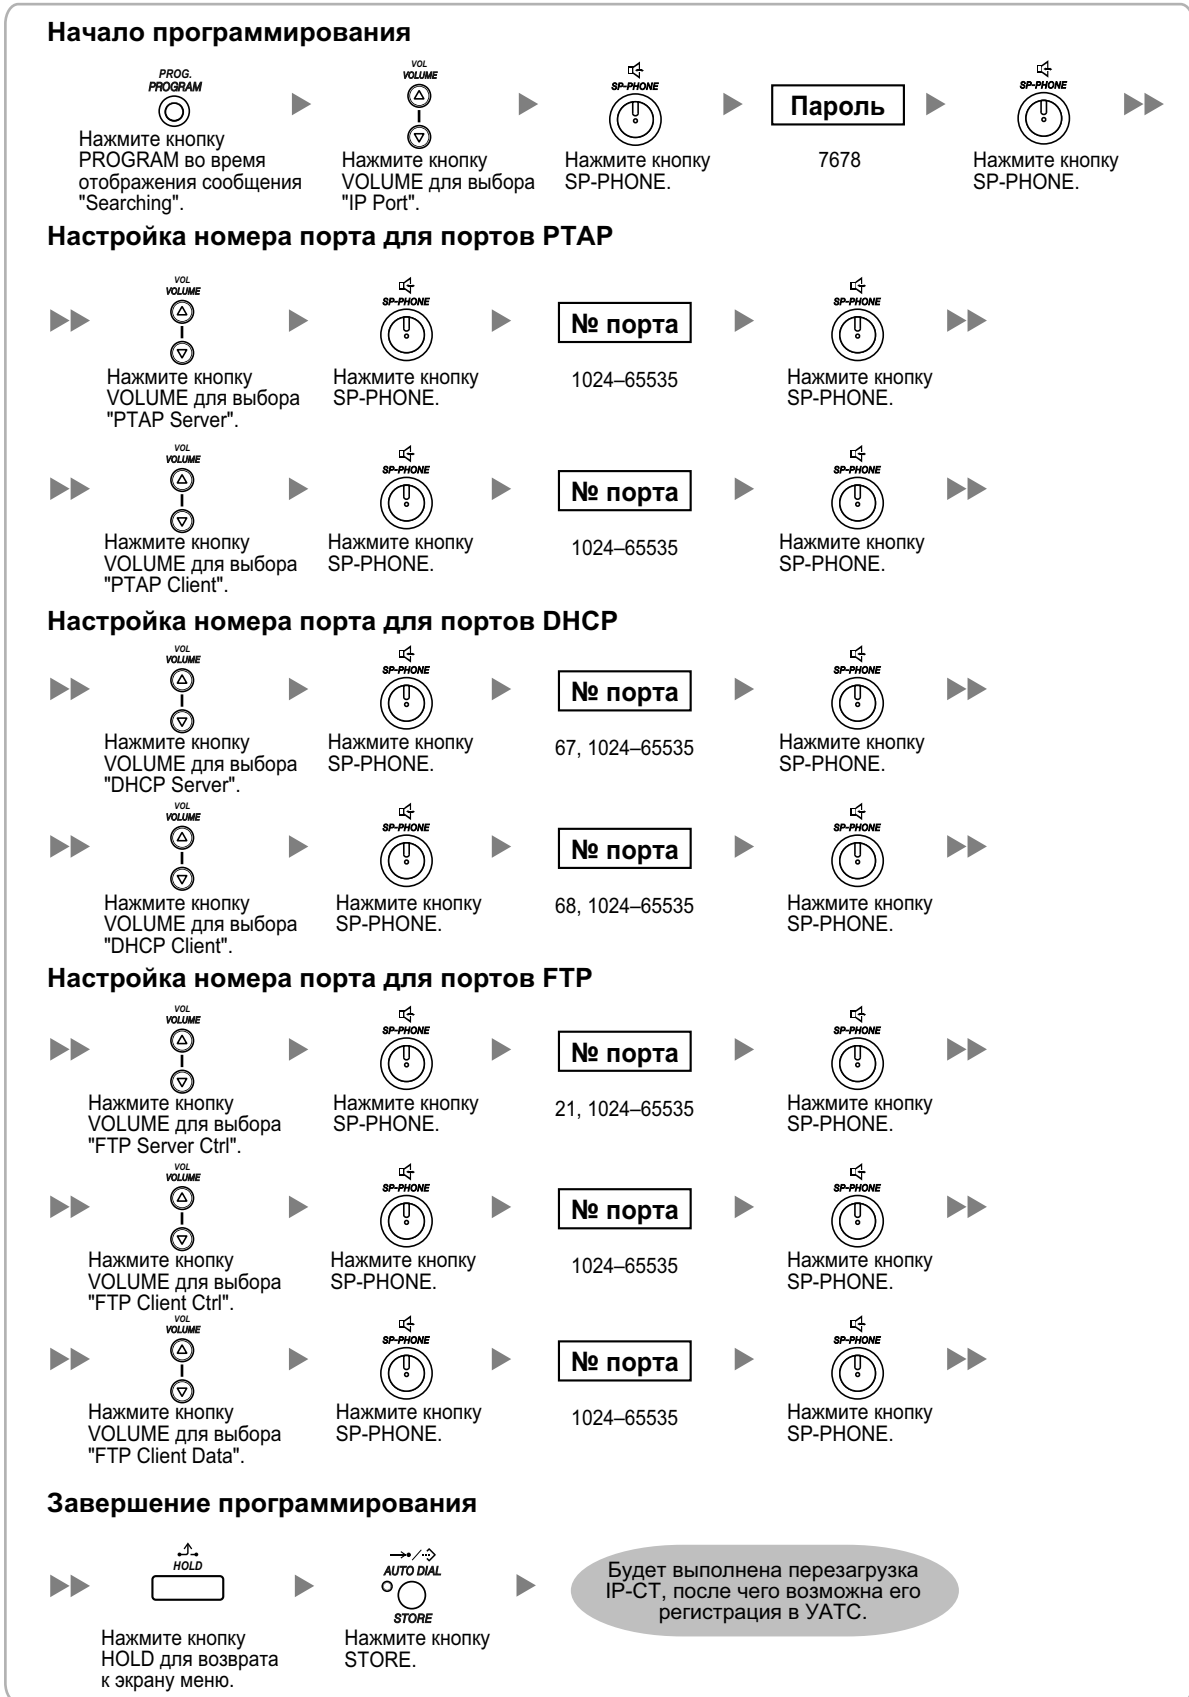 Начало программирования
PROG.
PROGRAM
Нажмите кнопку
PROGRAM во время
отображения сообщения
"Searching".
VOL
VOLUME
Нажмите кнопку
VOLUME для выбора
"IP Port".
SP-PHONE
Нажмите кнопку
SP-PHONE.
Пароль
7678
SP-PHONE
Нажмите кнопку
SP-PHONE.
Настройка номера порта для портов PTAP
VOL
VOLUME
Нажмите кнопку
VOLUME для выбора
"PTAP Server".
SP-PHONE
Нажмите кнопку
SP-PHONE.
№ порта
1024–65535
SP-PHONE
Нажмите кнопку
SP-PHONE.
VOL
VOLUME
Нажмите кнопку
VOLUME для выбора
"PTAP Client".
SP-PHONE
Нажмите кнопку
SP-PHONE.
№ порта
1024–65535
SP-PHONE
Нажмите кнопку
SP-PHONE.
Настройка номера порта для портов DHCP
VOL
VOLUME
Нажмите кнопку
VOLUME для выбора
"DHCP Server".
SP-PHONE
Нажмите кнопку
SP-PHONE.
№ порта
67, 1024–65535
SP-PHONE
Нажмите кнопку
SP-PHONE.
VOL
VOLUME
Нажмите кнопку
VOLUME для выбора
"DHCP Client".
SP-PHONE
Нажмите кнопку
SP-PHONE.
№ порта
68, 1024–65535
SP-PHONE
Нажмите кнопку
SP-PHONE.
Настройка номера порта для портов FTP
VOL
VOLUME
Нажмите кнопку
VOLUME для выбора
"FTP Server Ctrl".
SP-PHONE
Нажмите кнопку
SP-PHONE.
№ порта
21, 1024–65535
SP-PHONE
Нажмите кнопку
SP-PHONE.
VOL
VOLUME
Нажмите кнопку
VOLUME для выбора
"FTP Client Ctrl".
SP-PHONE
Нажмите кнопку
SP-PHONE.
№ порта
1024–65535
SP-PHONE
Нажмите кнопку
SP-PHONE.
VOL
VOLUME
Нажмите кнопку
VOLUME для выбора
"FTP Client Data".
SP-PHONE
Нажмите кнопку
SP-PHONE.
№ порта
1024–65535
SP-PHONE
Нажмите кнопку
SP-PHONE.
Завершение программирования
HOLD
Нажмите кнопку
HOLD для возврата
к экрану меню.
AUTO DIAL
STORE
Нажмите кнопку
STORE.
Будет выполнена перезагрузка
IP-СТ, после чего возможна его
регистрация в УАТС.